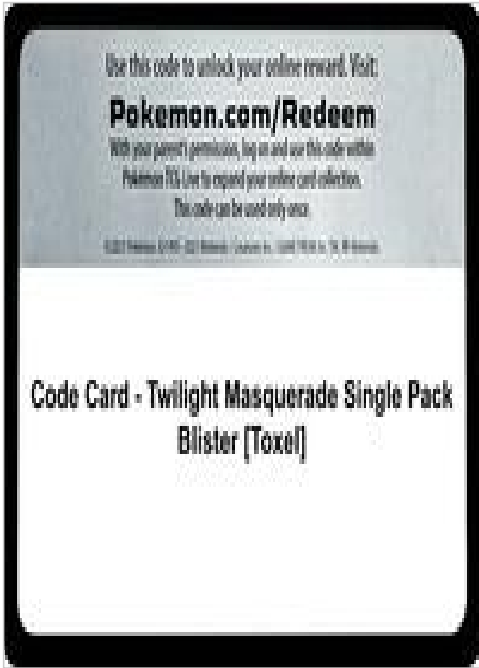 Use this code to unlock your online reward. Visit:
Pokemon.com/Redeem
With your parent's permission, log on and use this code within
Pokémon TCG Live to expand your online card collection.
This code can be used only once.
Code Card - Twilight Masquerade Single Pack
Blister [Toxel]